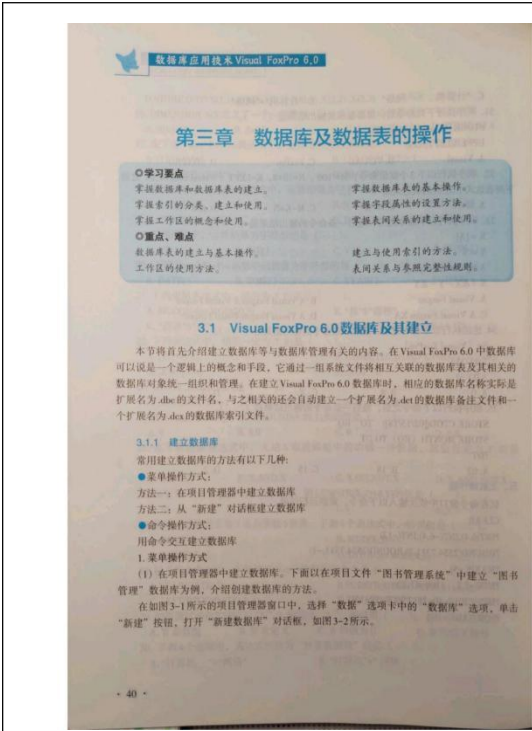 数据库应用技术Visual FoxPro 6.0
第三章 数据库及数据表的操作
○学习要点
掌握数据库和数据库表的建立。 掌握数据库表的基本操作。
掌握索引的分类、建立和使用。 掌握字段属性的设置方法。
掌握工作区的概念和使用。 掌握表间关系的建立和使用。
○重点、难点
数据库表的建立与基本操作。 建立与使用索引的方法。
工作区的使用方法。 表间关系与参照完整性规则。
3.1 Visual FoxPro 6.0数据库及其建立
本节将首先介绍建立数据库等与数据库管理有关的内容。在Visual FoxPro 6.0 中数据库
可以说是一个逻辑上的概念和手段,它通过一组系统文件将相互关联的数据库表及其相关的
数据库对象统一组织和管理。在建立Visual FoxPro 6.0 数据库时,相应的数据库名称实际是
扩展名为.dbc的文件名,与之相关的还会自动建立一个扩展名为.dct的数据库备注文件和一
个扩展名为.dcx的数据库索引文件。
3.1.1 建立数据库
常用建立数据库的方法有以下几种:
●菜单操作方式:
方法一:在项目管理器中建立数据库
方法二:从“新建”对话框建立数据库
●命令操作方式:
用命令交互建立数据库
1. 菜单操作方式
(1)在项目管理器中建立数据库。下面以在项目文件“图书管理系统”中建立“图书
管理”数据库为例,介绍创建数据库的方法。
在如图3-1所示的项目管理器窗口中,选择“数据”选项卡中的“数据库”选项,单击
“新建”按钮,打开“新建数据库”对话框,如图3-2所示。
· 40 ·